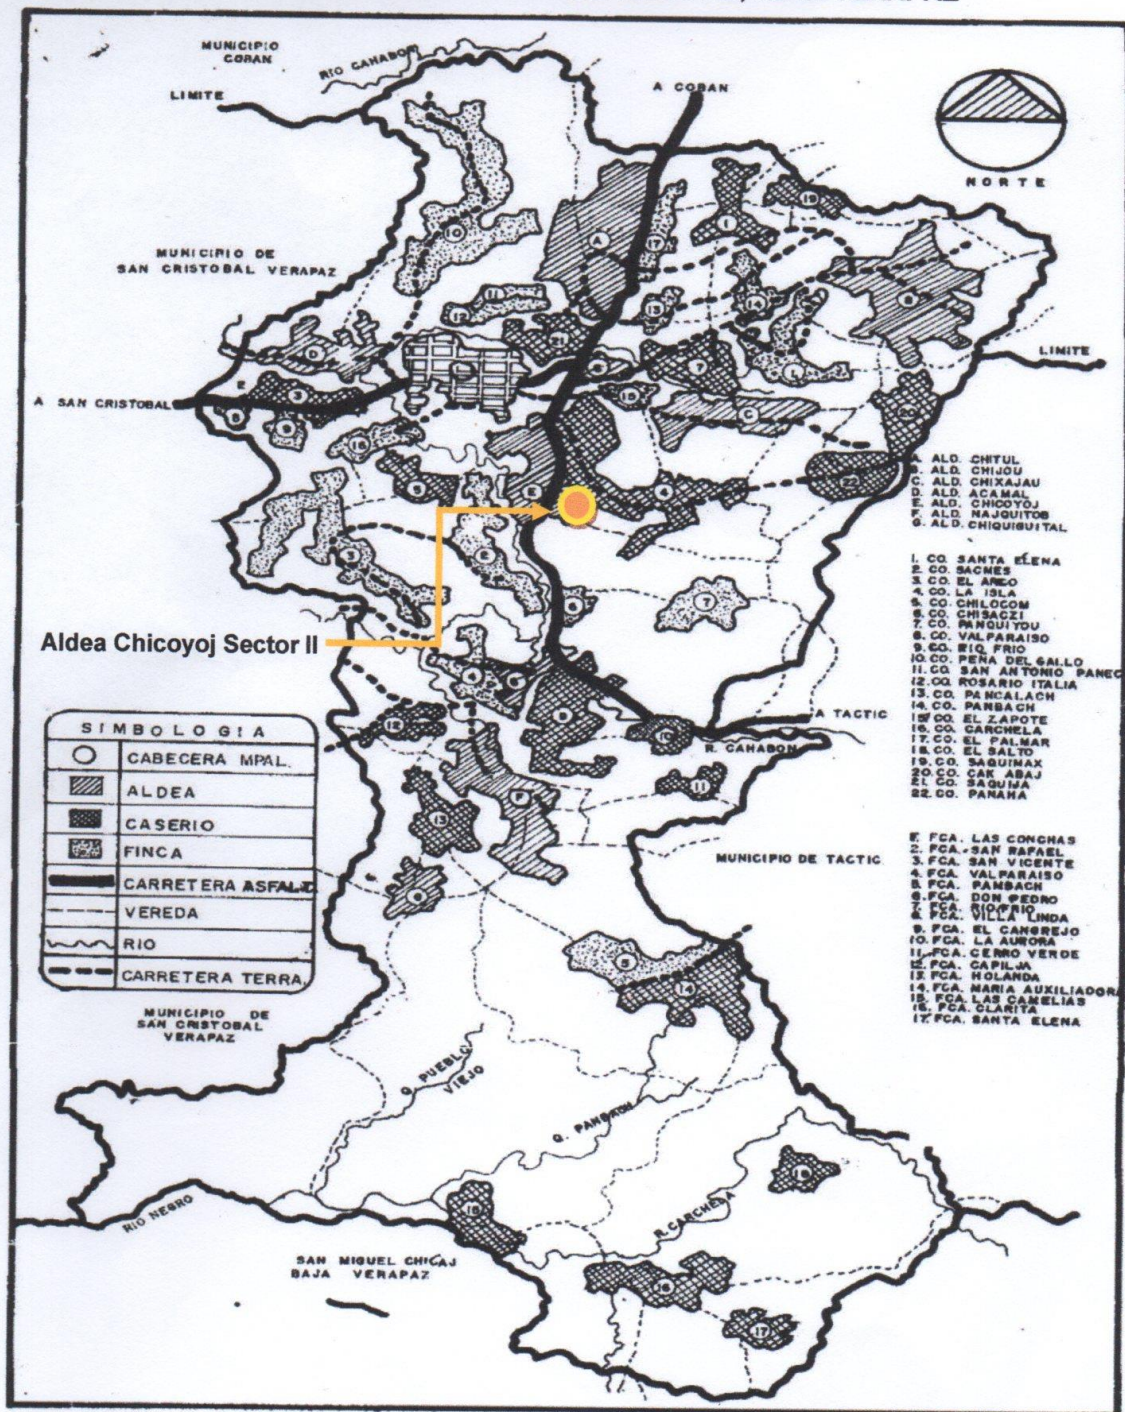 MUNICIPIO
COBAN
RIO CAHABON
LIMITE
A COBAN
NORTE
MUNICIPIO DE
SAN CRISTOBAL VERAPAZ
LIMITE
A SAN CRISTOBAL
A. ALD. CHITUL
B. ALD. CHIJOU
C. ALD. CHIXAJAU
D. ALD. ACAMAL
E. ALD. CHICOYOJ
F. ALD. NAJQUITOB
G. ALD. CHIQUIGUITAL
1. CO. SANTA ELENA
2. CO. SACMES
3. CO. EL ARCO
4. CO. LA ISLA
5. CO. CHILOCOM
6. CO. CHISACZI
7. CO. PANQUIYOU
8. CO. VALPARAISO
9. CO. RIO FRIO
10. CO. PEÑA DEL GALLO
11. CO. SAN ANTONIO PANEC
12. CO. ROSARIO ITALIA
13. CO. PANCALACH
14. CO. PANBACH
15. CO. EL ZAPOTE
16. CO. CARCHELA
17. CO. EL PALMAR
18. CO. EL SALTO
19. CO. SAQUIMAX
20. CO. CAK ABAJ
21. CO. SAQUIJA
22. CO. PANAHA
Aldea Chicoyoj Sector II
A TACTIC
R. CAHABON
SIMBOLOGIA
CABECERA MPAL.
ALDEA
CASERIO
FINCA
CARRETERA ASFALT.
VEREDA
RIO
CARRETERA TERRA.
MUNICIPIO DE TACTIC
FCA. LAS CONCHAS
2. FCA. SAN RAFAEL
3. FCA. SAN VICENTE
4. FCA. VALPARAISO
5. FCA. PAMBACH
6. FCA. DON PEDRO
7. FCA. RIO FRIO
8. FCA. VILLA LINDA
9. FCA. EL CANGREJO
10. FCA. LA AURORA
11. FCA. CERRO VERDE
12. FCA. CAPILJA
13. FCA. HOLANDA
14. FCA. MARIA AUXILIADORA
15. FCA. LAS CAMELIAS
16. FCA. CLARITA
17. FCA. SANTA ELENA
MUNICIPIO DE
SAN CRISTOBAL
VERAPAZ
Q. PUEBLO
VIEJO
Q. PANBACH
R. CARCHELA
RIO NEGRO
SAN MIGUEL CHICAJ
BAJA VERAPAZ